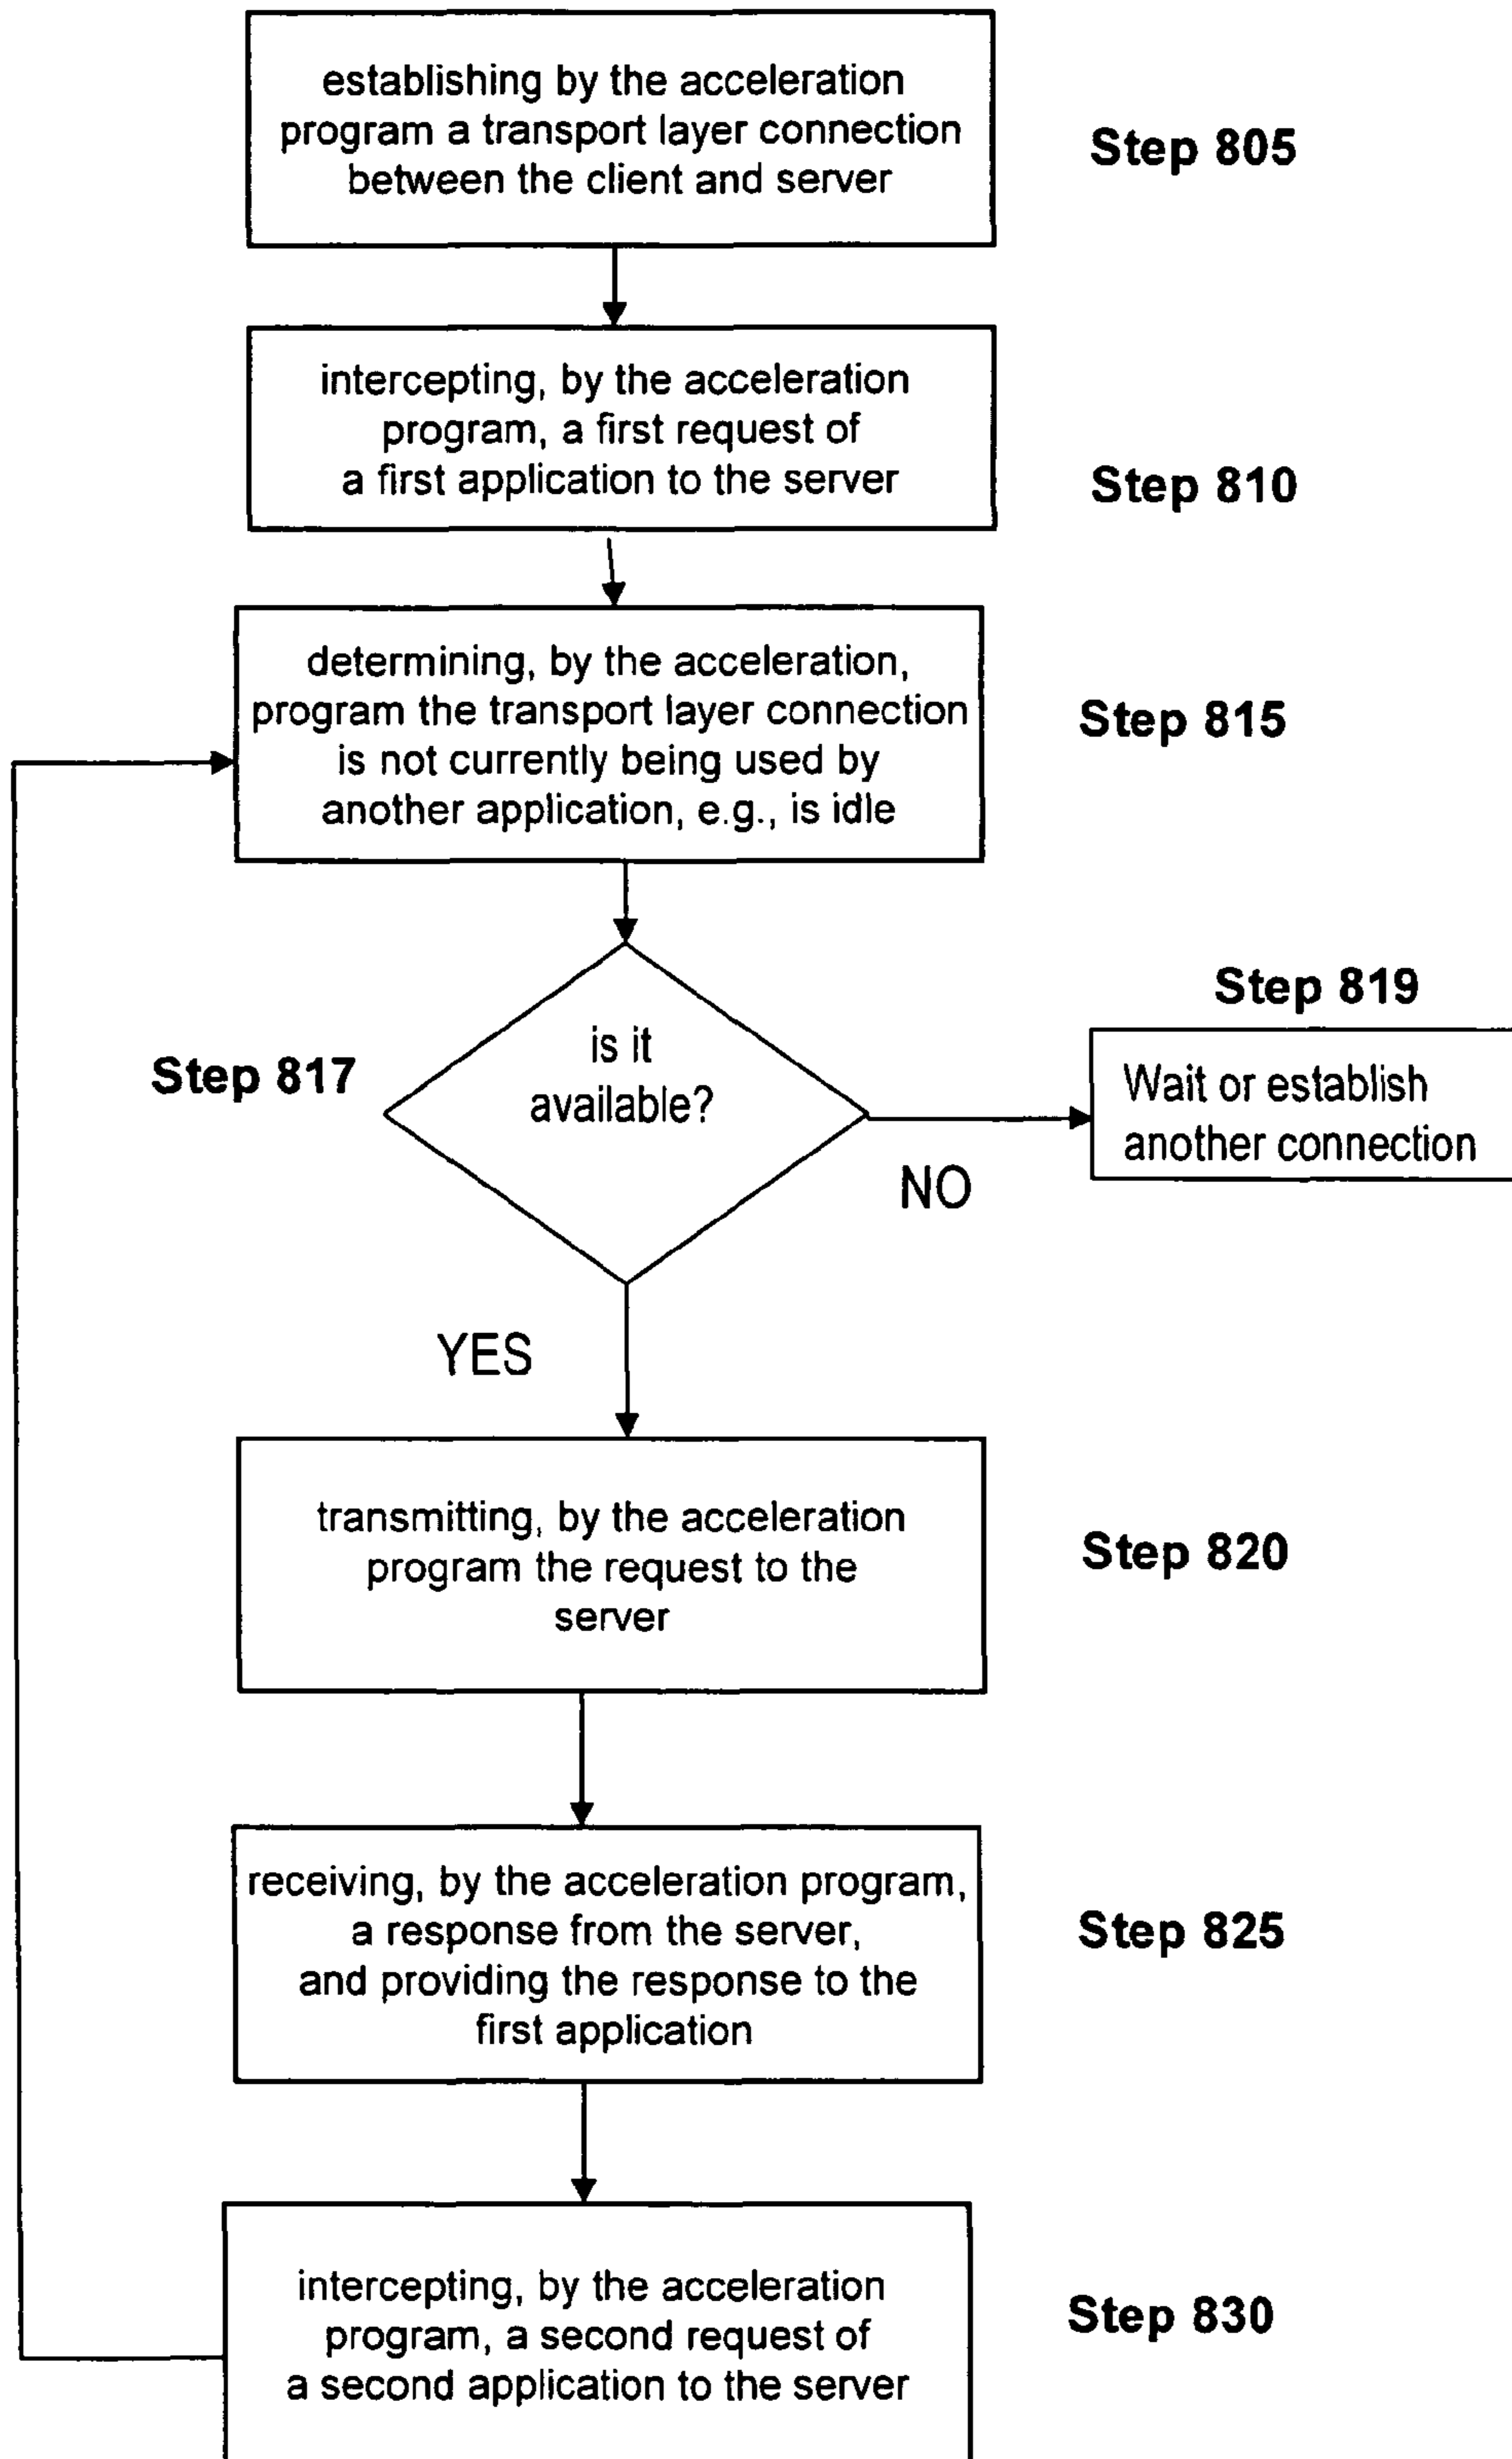 establishing by the acceleration
program a transport layer connection
between the client and server
Step 805
intercepting, by the acceleration
program, a first request of
a first application to the server
Step 810
determining, by the acceleration,
program the transport layer connection
is not currently being used by
another application, e.g., is idle
Step 815
Step 817
is it
available?
NO
Step 819
Wait or establish
another connection
YES
transmitting, by the acceleration
program the request to the
server
Step 820
receiving, by the acceleration program,
a response from the server,
and providing the response to the
first application
Step 825
intercepting, by the acceleration
program, a second request of
a second application to the server
Step 830